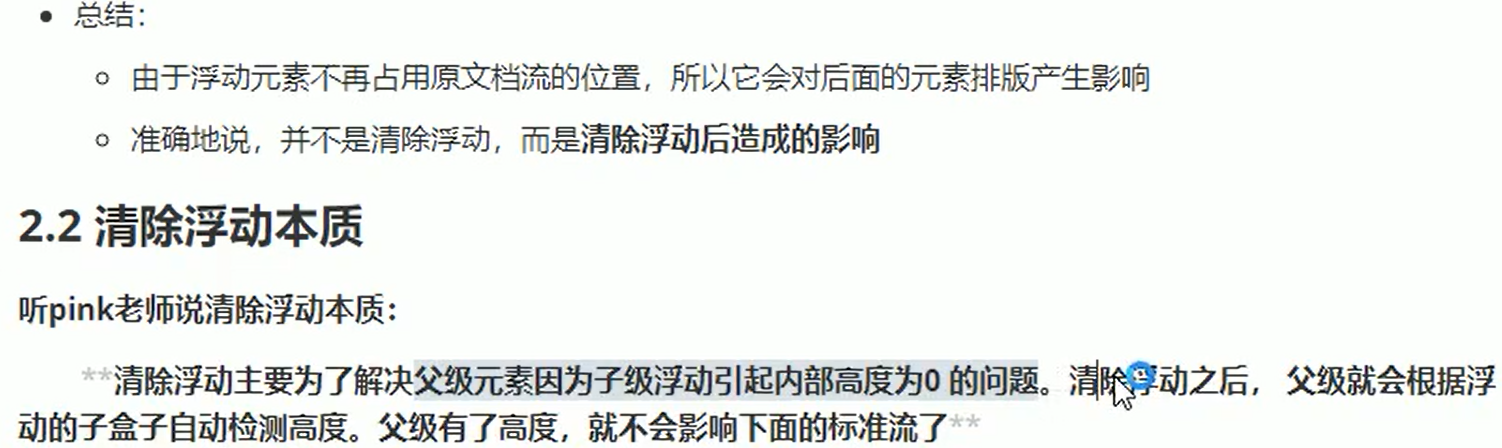 总结：
由于浮动元素不再占用原文档流的位置，所以它会对后面的元素排版产生影响
准确地说，并不是清除浮动，而是清除浮动后造成的影响
2.2 清除浮动本质
听pink老师说清除浮动本质：
**清除浮动主要为了解决父级元素因为子级浮动引起内部高度为0 的问题。清除浮动之后， 父级就会根据浮
动的子盒子自动检测高度。父级有了高度，就不会影响下面的标准流了**